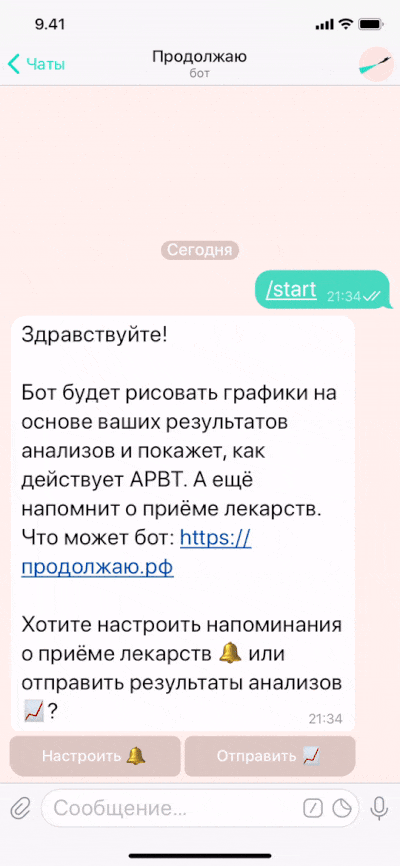 9.41
Чаты
Продолжаю
бот
Сегодня
/start 21:34
Здравствуйте!
Бот будет рисовать графики на
основе ваших результатов
анализов и покажет, как
действует АРВТ. А ещё
напомнит о приёме лекарств.
Что может бот: https://
продолжаю.рф
Хотите настроить напоминания
о приёме лекарств 🔔 или
отправить результаты анализов
📈?
21:34
Настроить 🔔
Отправить 📈
Сообщение...